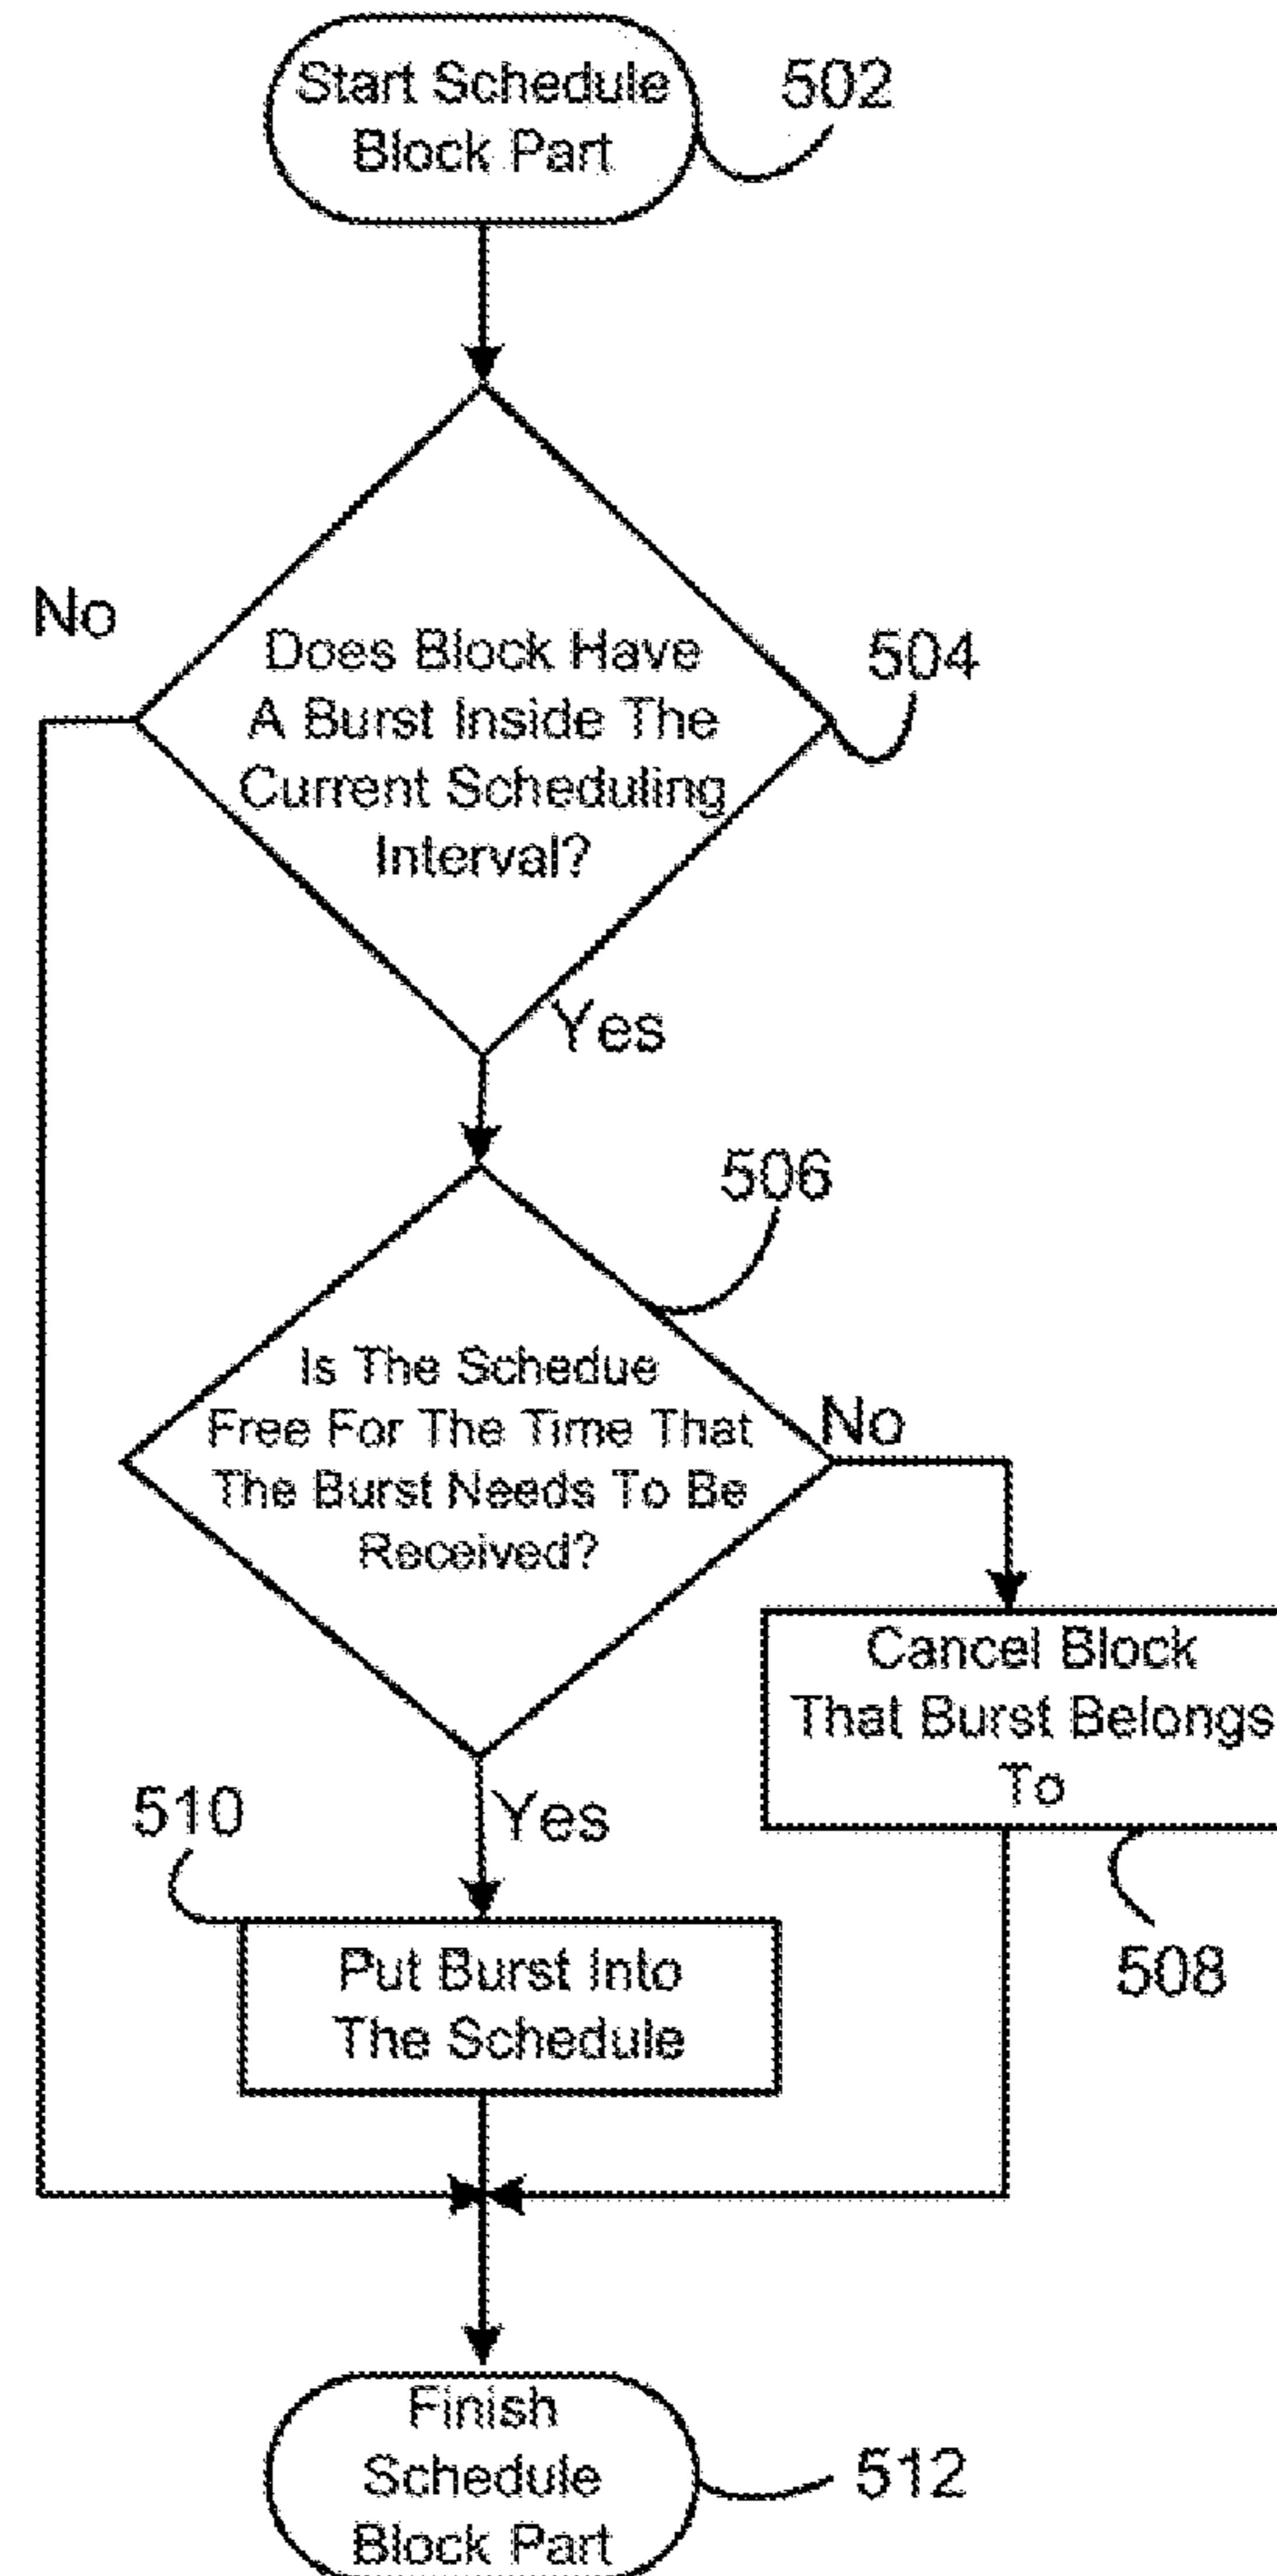 Start Schedule
Block Part
502
No
Does Block Have
A Burst Inside The
Current Scheduling
Interval?
504
Yes
506
Is The Schedue
Free For The Time That
The Burst Needs To Be
Received?
No
Cancel Block
That Burst Belongs
To
508
Yes
510
Put Burst Into
The Schedule
Finish
Schedule
Block Part
512